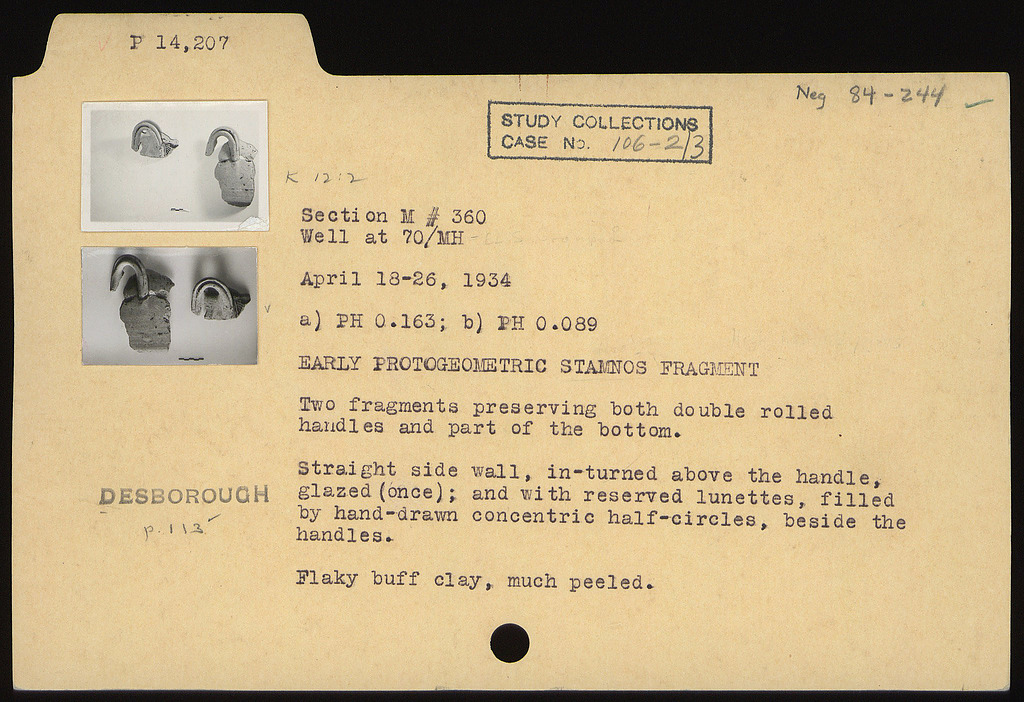 P 14,207
Neg 84-244
STUDY COLLECTIONS
CASE No. 106-2/3
K 12:2
Section M # 360
Well at 70/MH
April 18-26, 1934
a) PH 0.163; b) PH 0.089
EARLY PROTOGEOMETRIC STAMNOS FRAGMENT
Two fragments preserving both double rolled
handles and part of the bottom.
Straight side wall, in-turned above the handle,
glazed (once); and with reserved lunettes, filled
by hand-drawn concentric half-circles, beside the
handles.
DESBOROUGH
p. 113
Flaky buff clay, much peeled.